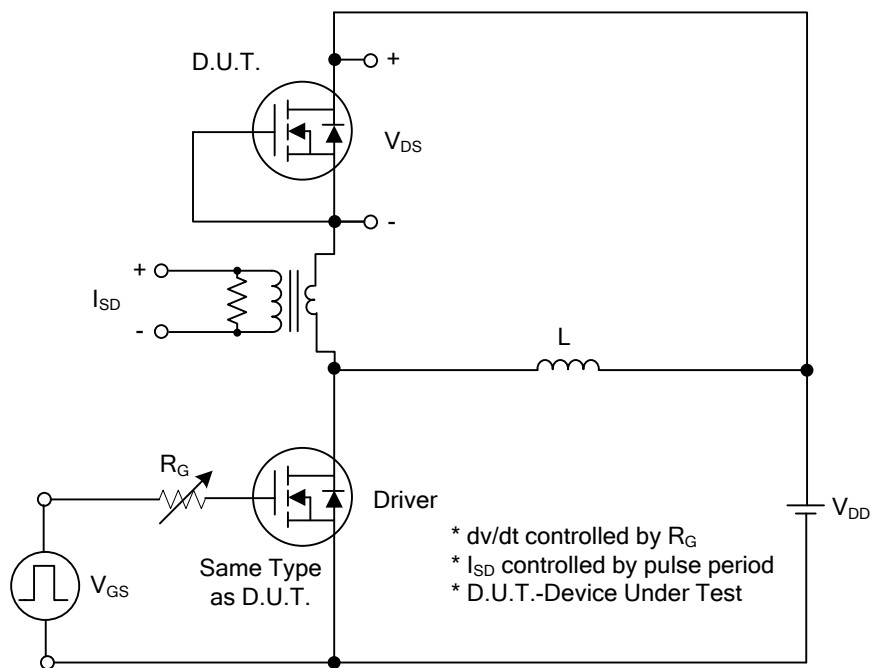 D.U.T.
+
V_DS
-
+
I_SD
-
L
R_G
Driver
V_DD
* dv/dt controlled by R_G
* I_SD controlled by pulse period
* D.U.T.-Device Under Test
Same Type
as D.U.T.
V_GS